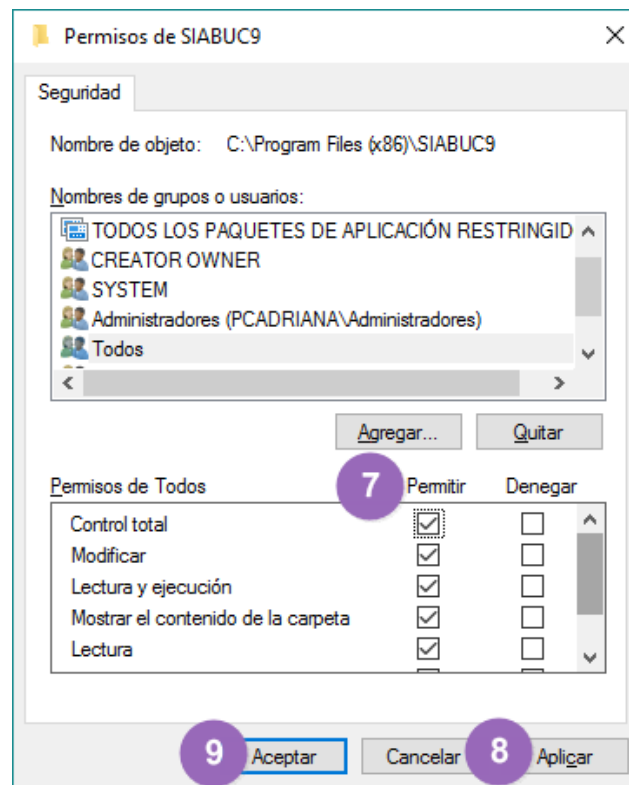 Permisos de SIABUC9
Seguridad
Nombre de objeto: C:\Program Files (x86)\SIABUC9
Nombres de grupos o usuarios:
TODOS LOS PAQUETES DE APLICACIÓN RESTRINGID
CREATOR OWNER
SYSTEM
Administradores (PCADRIANA\Administradores)
Todos
Agregar... Quitar
Permisos de Todos 7 Permitir Denegar
Control total
Modificar
Lectura y ejecución
Mostrar el contenido de la carpeta
Lectura
9 Aceptar Cancelar 8 Aplicar